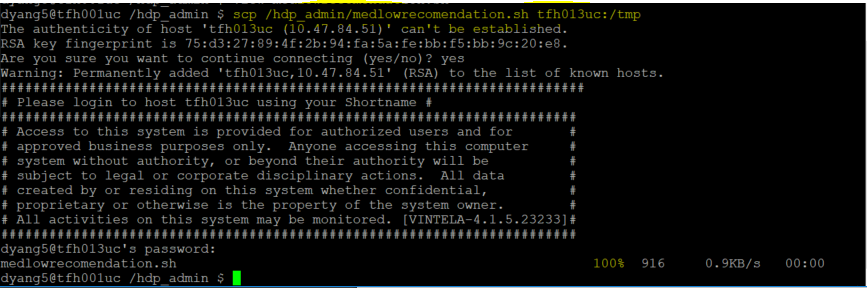 dyang5@tfh001uc /hdp_admin $ scp /hdp_admin/medlowrecomendation.sh tfh013uc:/tmp
The authenticity of host 'tfh013uc (10.47.84.51)' can't be established.
RSA key fingerprint is 75:d3:27:89:4f:2b:94:fa:5a:fe:bb:f5:bb:9c:20:e8.
Are you sure you want to continue connecting (yes/no)? yes
Warning: Permanently added 'tfh013uc,10.47.84.51' (RSA) to the list of known hosts.
#########################################################################
# Please login to host tfh013uc using your Shortname #
########################################################################
# Access to this system is provided for authorized users and for #
# approved business purposes only. Anyone accessing this computer #
# system without authority, or beyond their authority will be #
# subject to legal or corporate disciplinary actions. All data #
# created by or residing on this system whether confidential, #
# proprietary or otherwise is the property of the system owner. #
# All activities on this system may be monitored. [VINTELA-4.1.5.23233]#
########################################################################
dyang5@tfh013uc's password:
medlowrecomendation.sh 100% 916 0.9KB/s 00:00
dyang5@tfh001uc /hdp_admin $